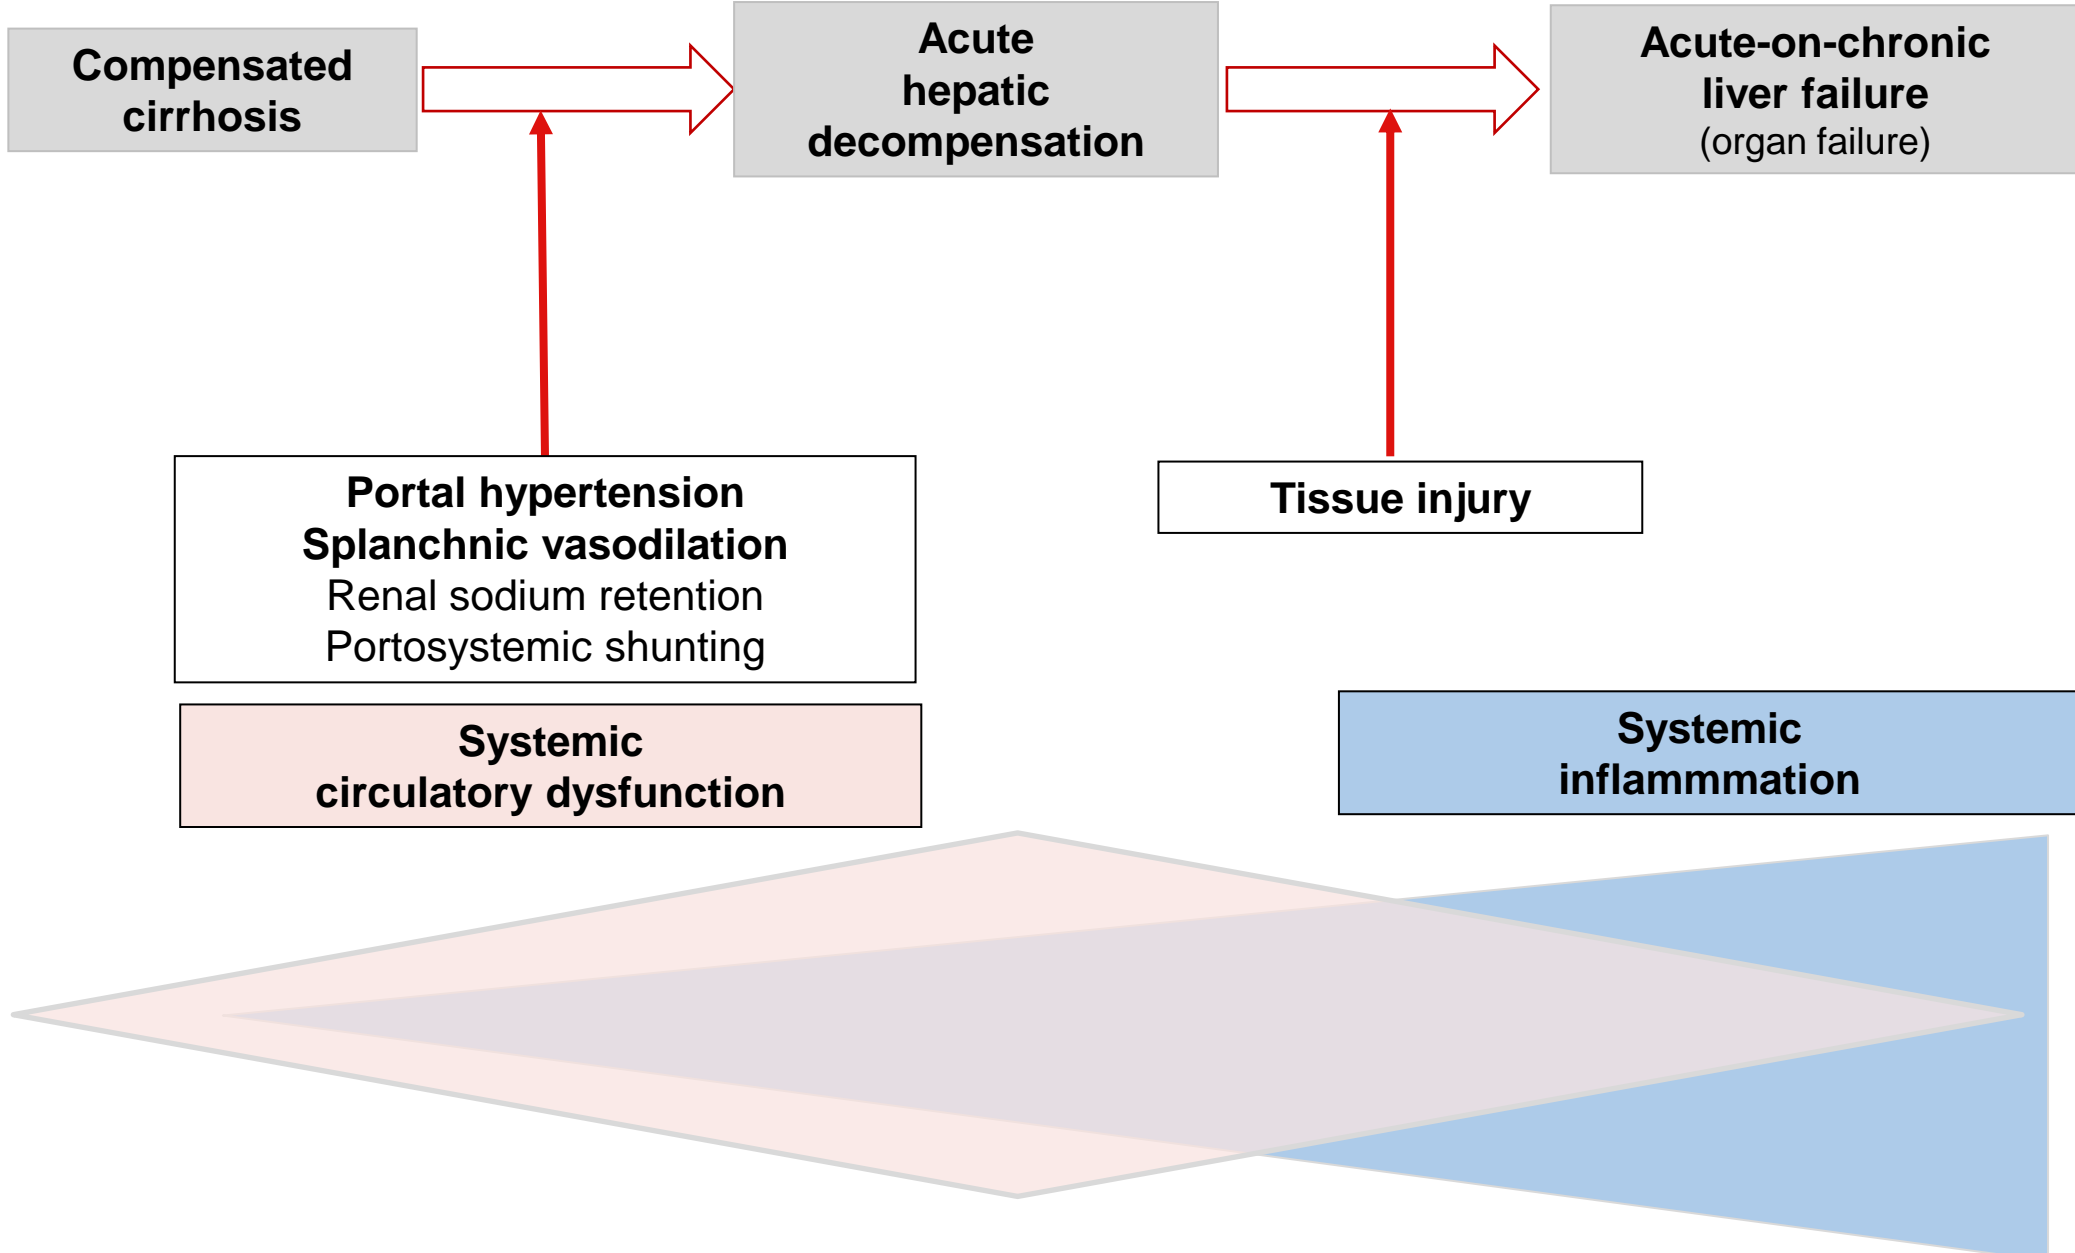 Compensated
cirrhosis
Acute
hepatic
decompensation
Acute-on-chronic
liver failure
(organ failure)
Portal hypertension
Splanchnic vasodilation
Renal sodium retention
Portosystemic shunting
Tissue injury
Systemic
circulatory dysfunction
Systemic
inflammmation